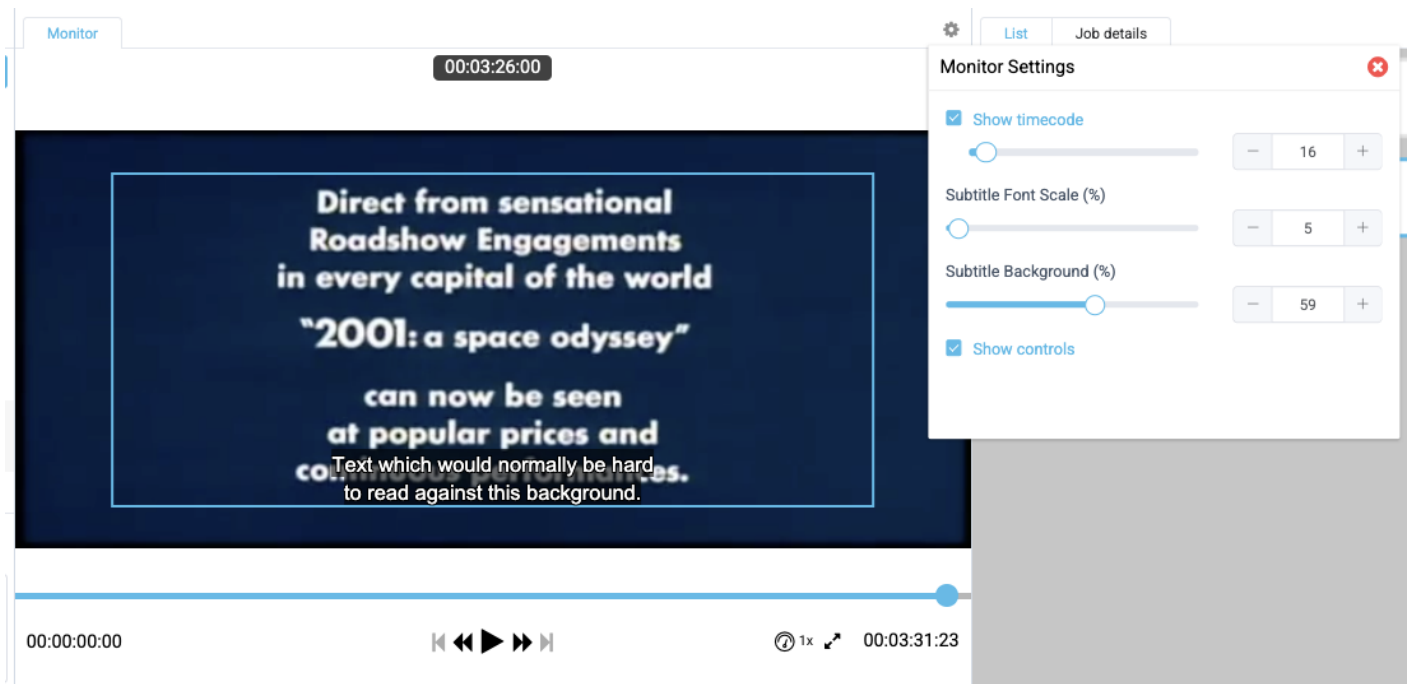 Monitor
List
Job details
00:03:26:00
Monitor Settings
Show timecode
16
Subtitle Font Scale (%)
5
Subtitle Background (%)
59
Show controls
Direct from sensational
Roadshow Engagements
in every capital of the world
"2001: a space odyssey"
can now be seen
at popular prices and
Text which would normally be hard
to read against this background.
00:00:00:00
1x
00:03:31:23